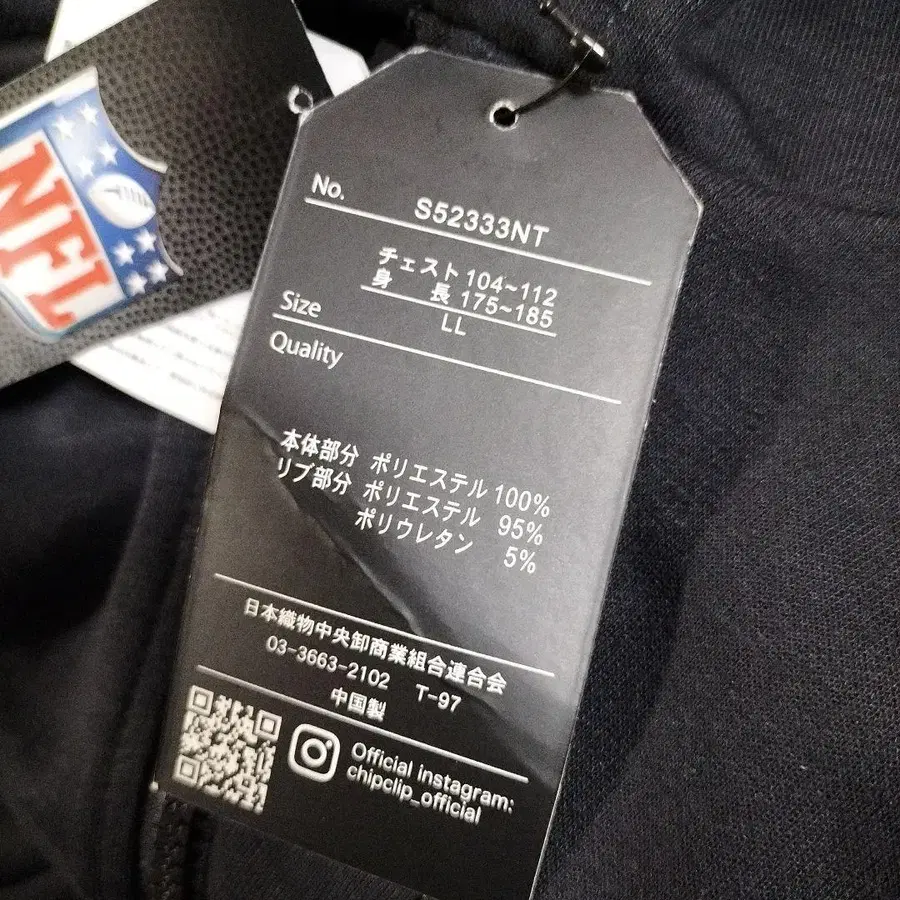 NFL
No.
S52333NT
チェスト 104~112
身 長 175~185
Size
LL
Quality
本体部分 ポリエステル 100%
リブ部分 ポリエステル 95%
ポリウレタン 5%
日本織物中央卸商業組合連合会
03-3663-2102 T-97
中国製
Official instagram:
chipclip_official